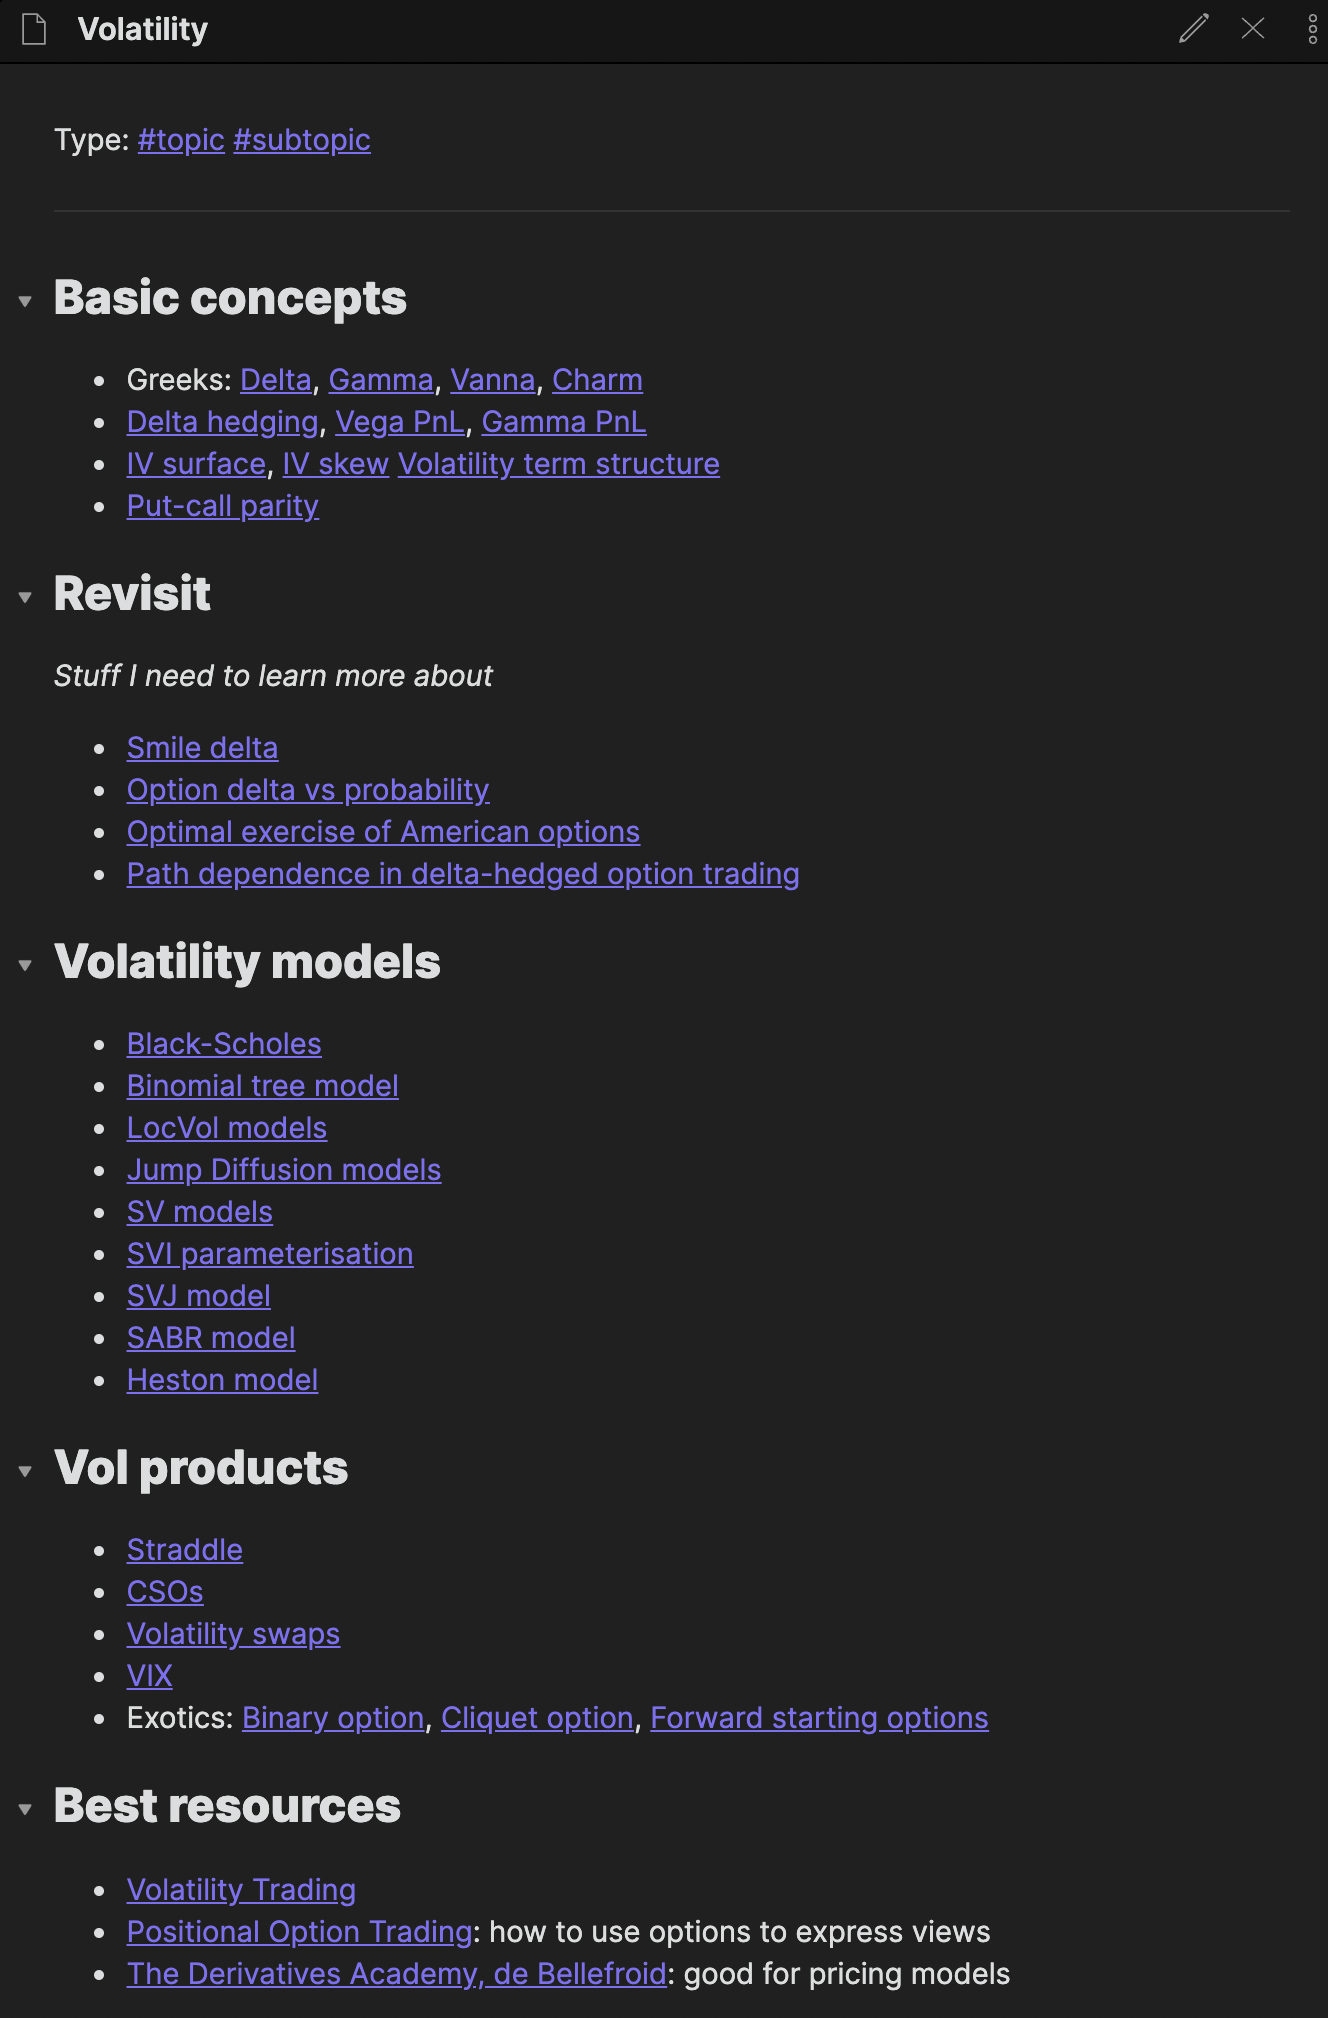 Volatility
Type: #topic #subtopic
Basic concepts
Greeks: Delta, Gamma, Vanna, Charm
Delta hedging, Vega PnL, Gamma PnL
IV surface, IV skew Volatility term structure
Put-call parity
Revisit
Stuff I need to learn more about
Smile delta
Option delta vs probability
Optimal exercise of American options
Path dependence in delta-hedged option trading
Volatility models
Black-Scholes
Binomial tree model
LocVol models
Jump Diffusion models
SV models
SVI parameterisation
SVJ model
SABR model
Heston model
Vol products
Straddle
CSOs
Volatility swaps
VIX
Exotics: Binary option, Cliquet option, Forward starting options
Best resources
Volatility Trading
Positional Option Trading: how to use options to express views
The Derivatives Academy, de Bellefroid: good for pricing models